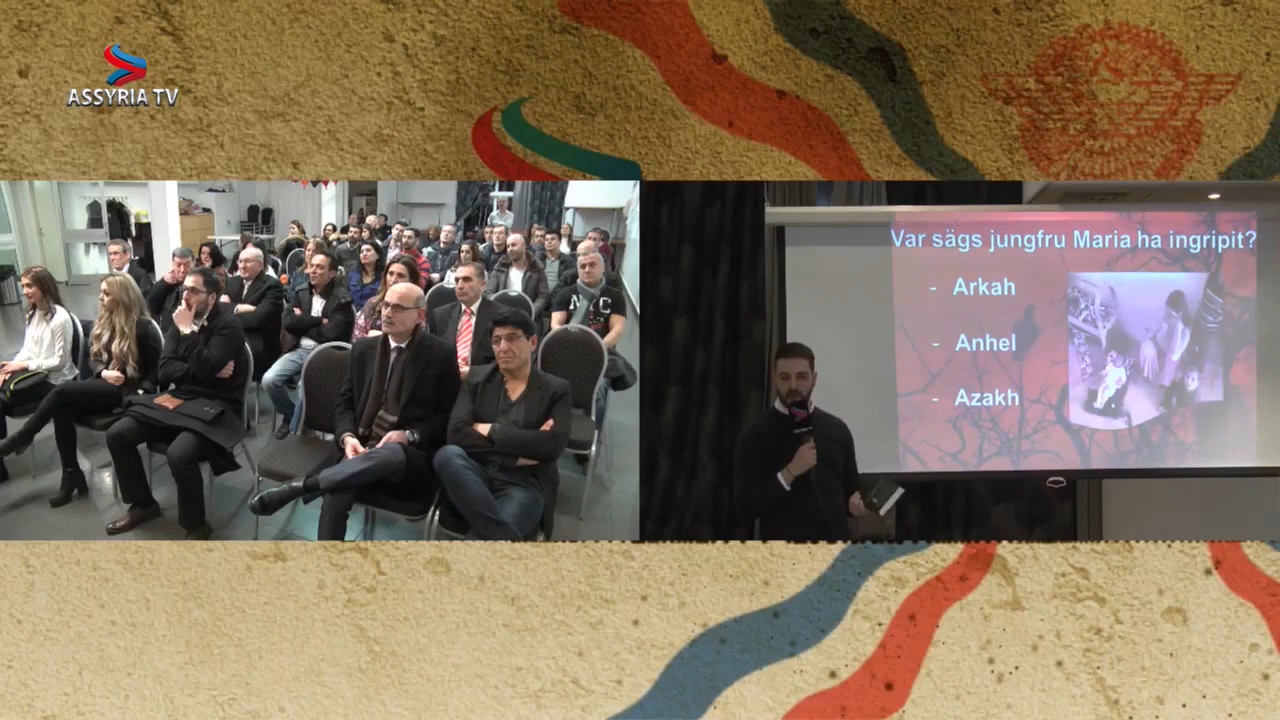 ASSYRIA TV
Var sägs jungfru Maria ha ingripit?
- Arkah
- Anhel
- Azakh